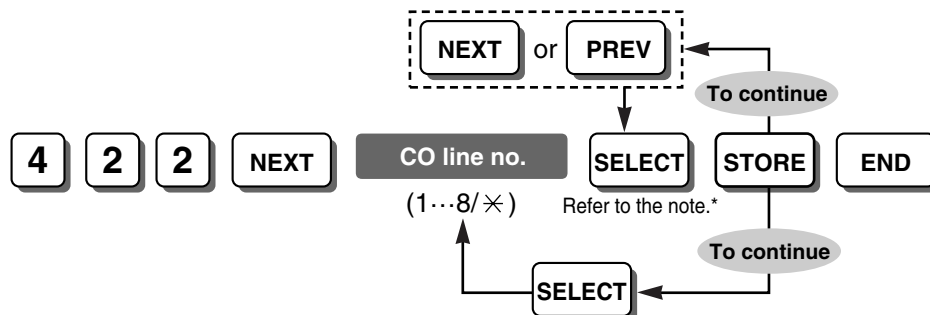 NEXT or PREV
To continue
4 2 2 NEXT CO line no. SELECT STORE END
(1···8/✳) Refer to the note.*
To continue
SELECT